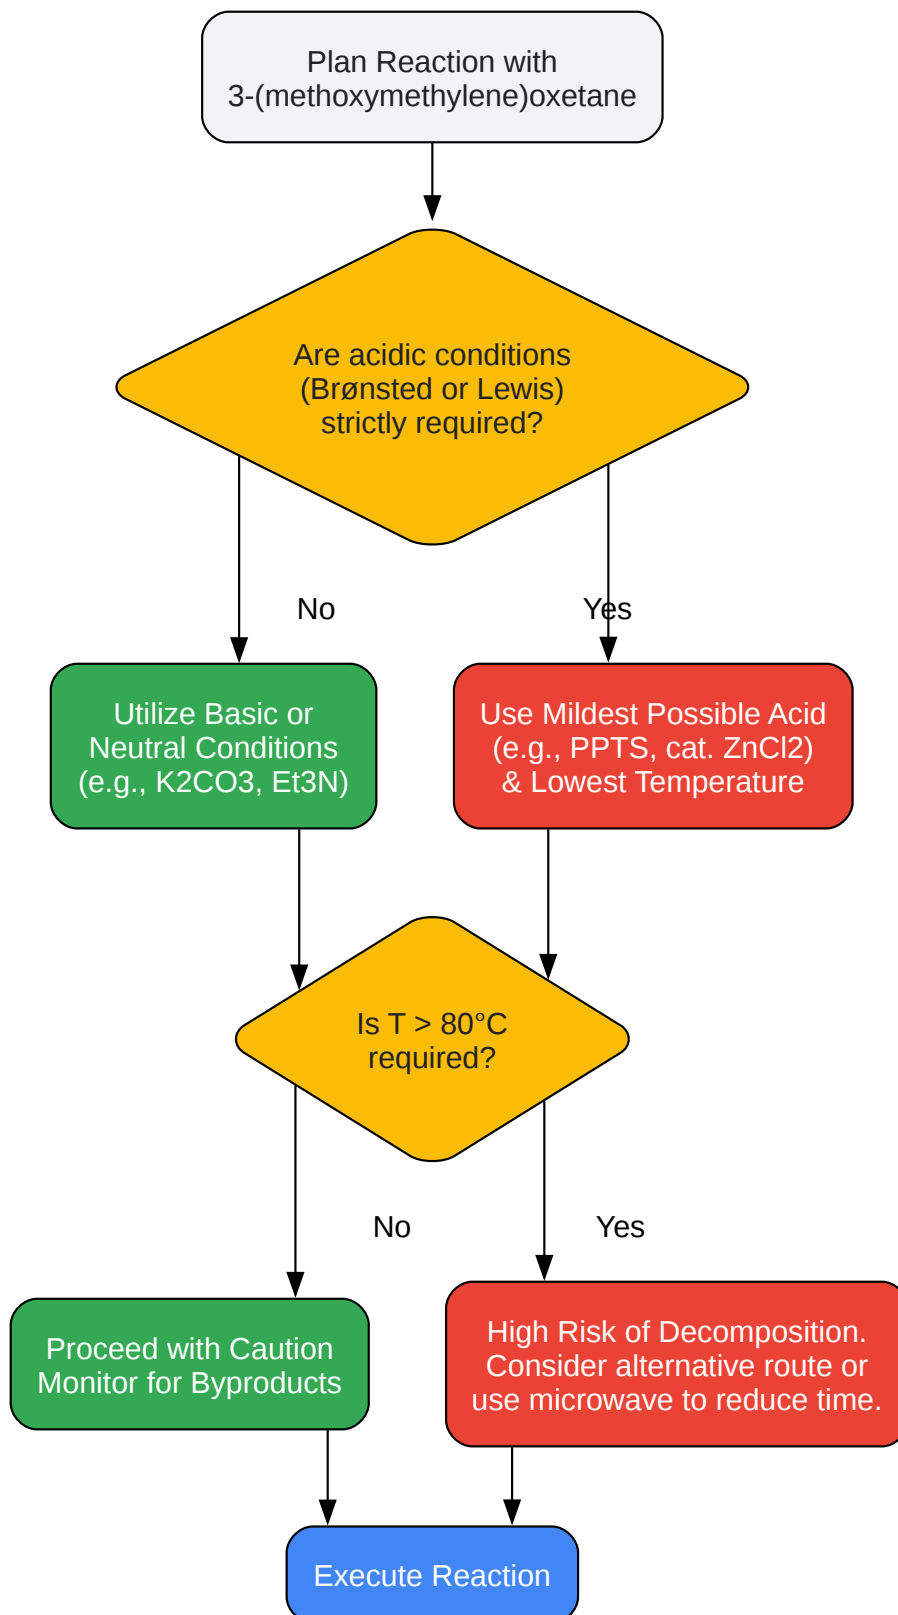 Plan Reaction with
3-(methoxymethylene)oxetane
Are acidic conditions
(Brønsted or Lewis)
strictly required?
No
Yes
Utilize Basic or
Neutral Conditions
(e.g., K2CO3, Et3N)
Use Mildest Possible Acid
(e.g., PPTS, cat. ZnCl2)
& Lowest Temperature
Is T > 80°C
required?
No
Yes
Proceed with Caution
Monitor for Byproducts
High Risk of Decomposition.
Consider alternative route or
use microwave to reduce time.
Execute Reaction